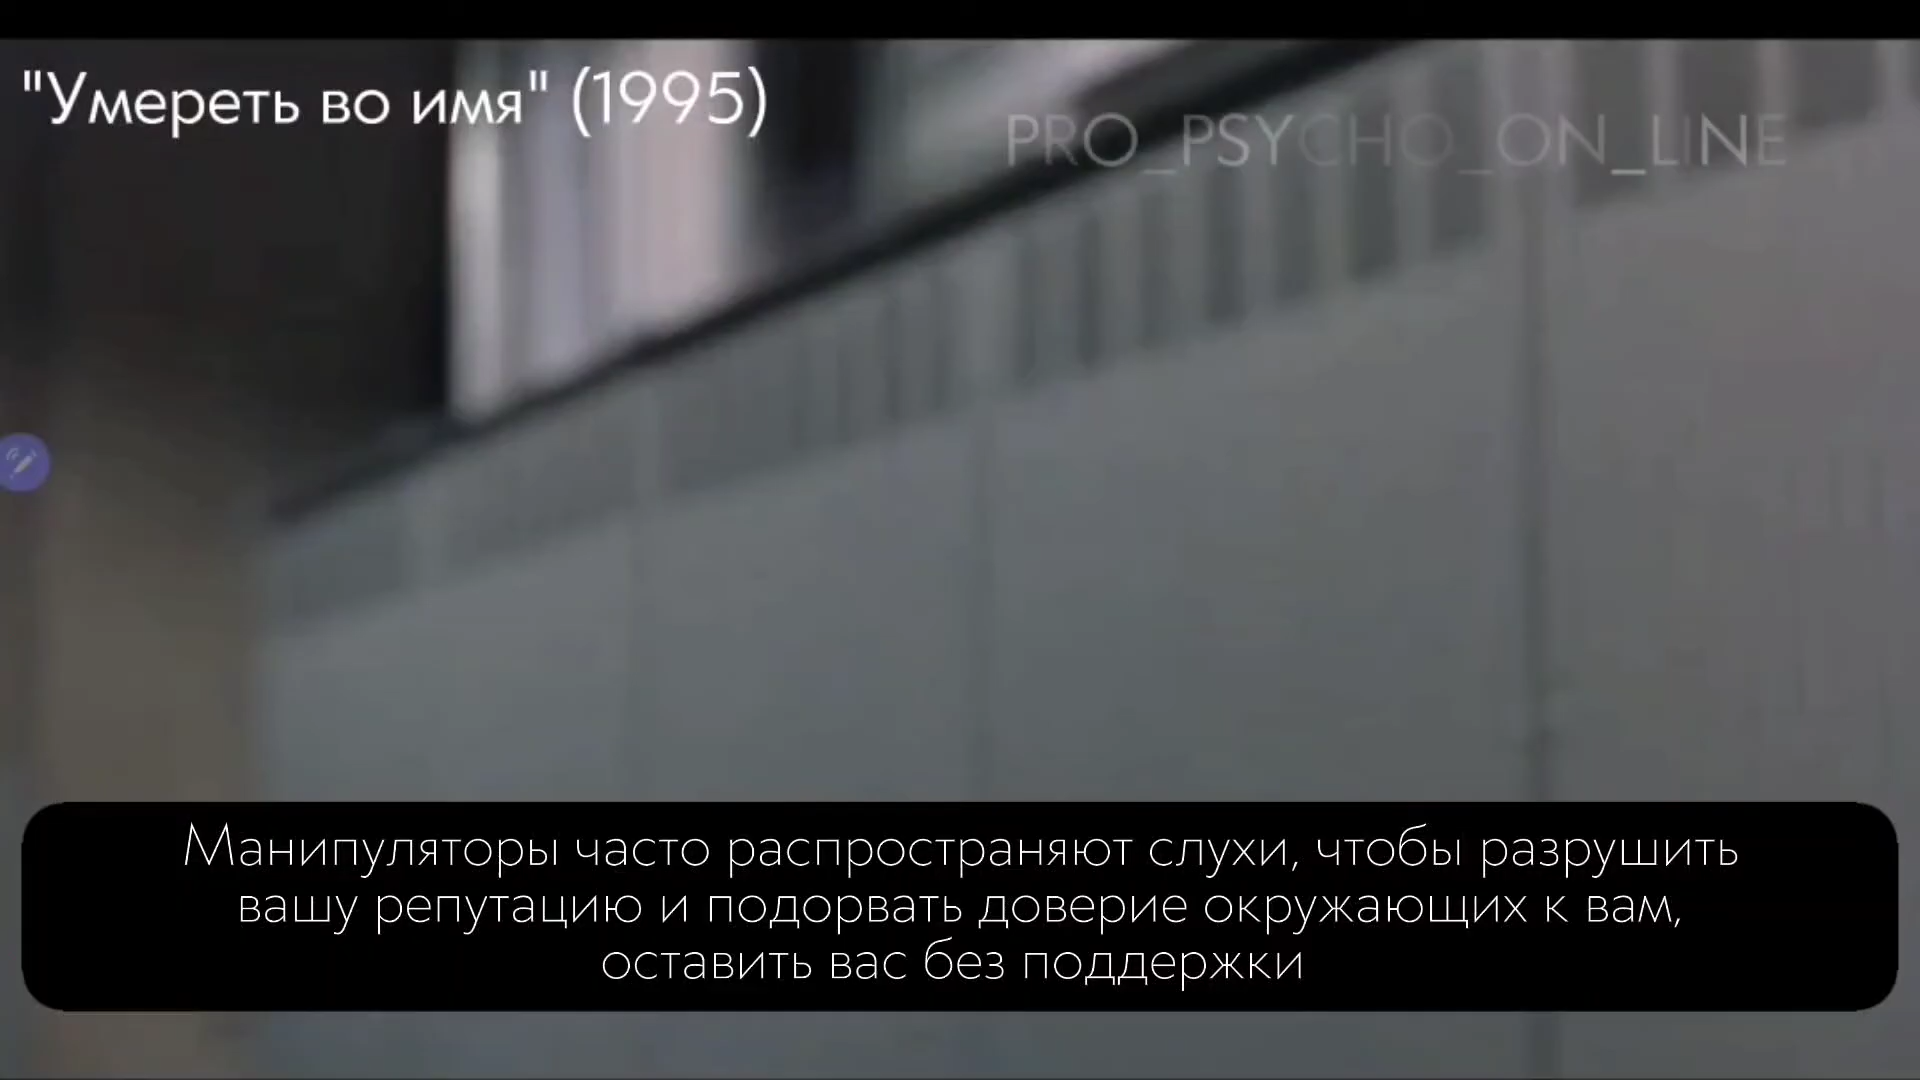 "Умереть во имя" (1995)
PRO_PSYCHO_ON_LINE
Манипуляторы часто распространяют слухи, чтобы разрушить
вашу репутацию и подорвать доверие окружающих к вам,
оставить вас без поддержки